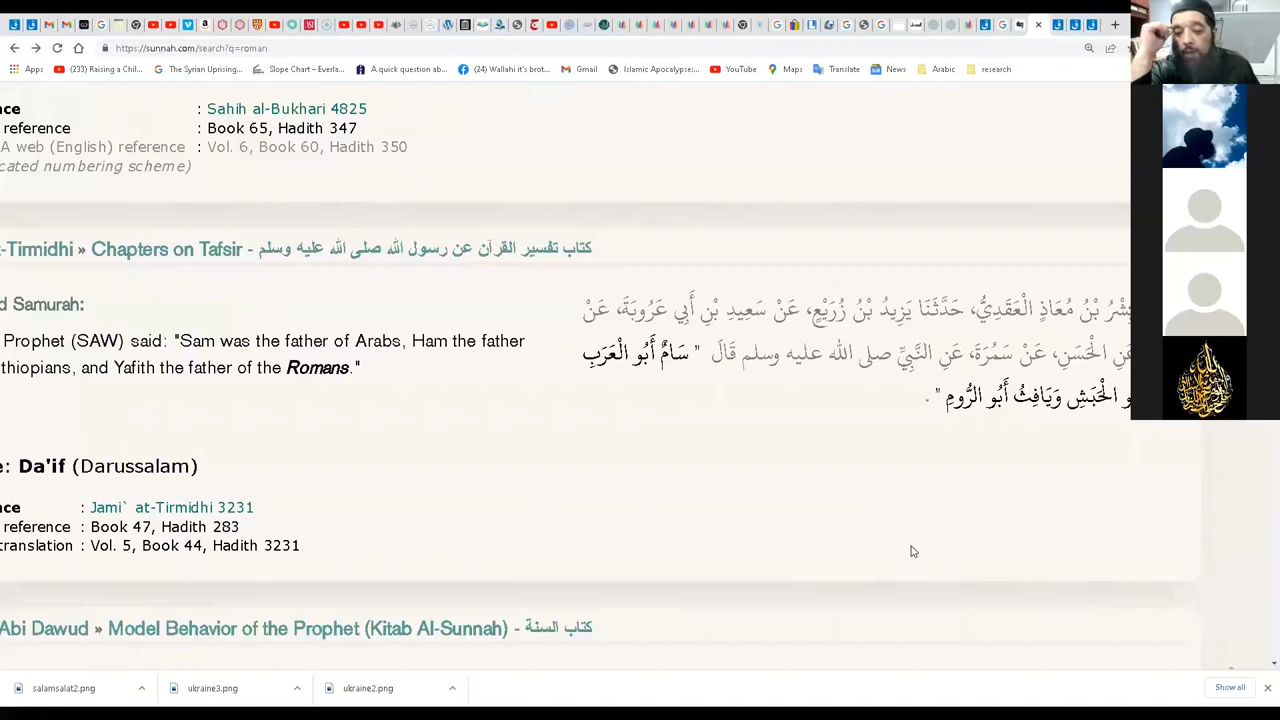 https://sunnah.com/search?q=roman
Apps (233) Raising a Chil... The Syrian Uprising... Slope Chart – Everla... A quick question ab... (24) Wallahi it's brot... Gmail Islamic Apocalypse:... YouTube Maps Translate News Arabic research
ce : Sahih al-Bukhari 4825
reference : Book 65, Hadith 347
A web (English) reference : Vol. 6, Book 60, Hadith 350
cated numbering scheme)
t-Tirmidhi » Chapters on Tafsir - كتاب تفسير القرآن عن رسول الله صلى الله عليه وسلم
d Samurah:
Prophet (SAW) said: "Sam was the father of Arabs, Ham the father
thiopians, and Yafith the father of the Romans."
بِشْرُ بْنُ مُعَاذٍ الْعَقَدِيُّ، حَدَّثَنَا يَزِيدُ بْنُ زُرَيْعٍ، عَنْ سَعِيدِ بْنِ أَبِي عَرُوبَةَ، عَنْ
عَنِ الْحَسَنِ، عَنْ سَمُرَةَ، عَنِ النَّبِيِّ صلى الله عليه وسلم قَالَ ‏"‏ سَامٌ أَبُو الْعَرَبِ
و الْحَبَشِ وَيَافِثُ أَبُو الرُّومِ ‏"‏ ‏.‏
e: Da'if (Darussalam)
ce : Jami` at-Tirmidhi 3231
reference : Book 47, Hadith 283
translation : Vol. 5, Book 44, Hadith 3231
Abi Dawud » Model Behavior of the Prophet (Kitab Al-Sunnah) - كتاب السنة
salamsalat2.png ukraine3.png ukraine2.png Show all